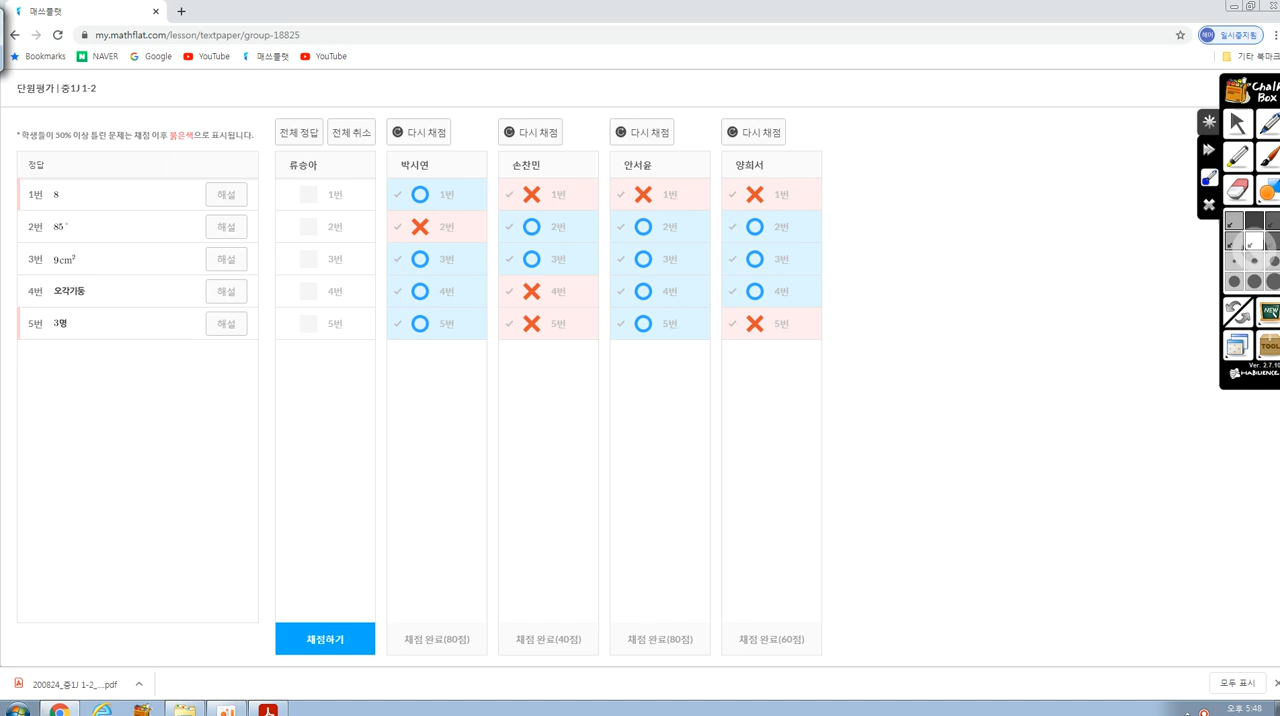 매쓰플랫
my.mathflat.com/lesson/textpaper/group-18825
해어 일시중지됨
Bookmarks NAVER Google YouTube 매쓰플랫 YouTube 기타 북마크
단원평가 | 중1J 1-2
* 학생들이 50% 이상 틀린 문제는 채점 이후 붉은색으로 표시됩니다.
전체 정답 전체 취소 다시 채점 다시 채점 다시 채점 다시 채점
정답 류승아 박시연 손찬민 안서윤 양희서
1번 8 해설 1번 1번 1번 1번 1번
2번 85° 해설 2번 2번 2번 2번 2번
3번 9cm² 해설 3번 3번 3번 3번 3번
4번 오각기둥 해설 4번 4번 4번 4번 4번
5번 3명 해설 5번 5번 5번 5번 5번
채점하기 채점 완료(80점) 채점 완료(40점) 채점 완료(80점) 채점 완료(60점)
Chalk
Box
NEW
TOOL
Ver. 2.7.10
HABILIENCE
200824_중1J 1-2_....pdf
모두 표시
오후 5:48